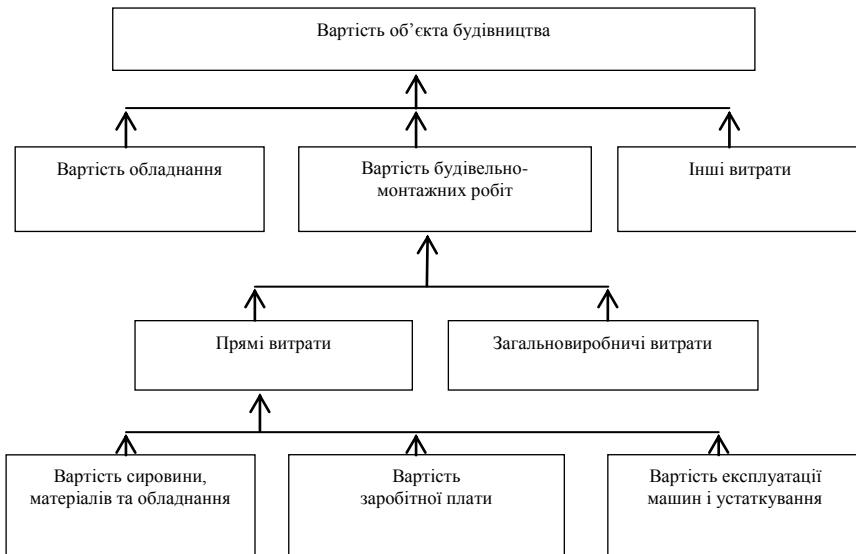 Вартість об’єкта будівництва
Вартість обладнання
Вартість будівельно-
монтажних робіт
Інші витрати
Прямі витрати
Загальновиробничі витрати
Вартість сировини,
матеріалів та обладнання
Вартість
заробітної плати
Вартість експлуатації
машин і устаткування